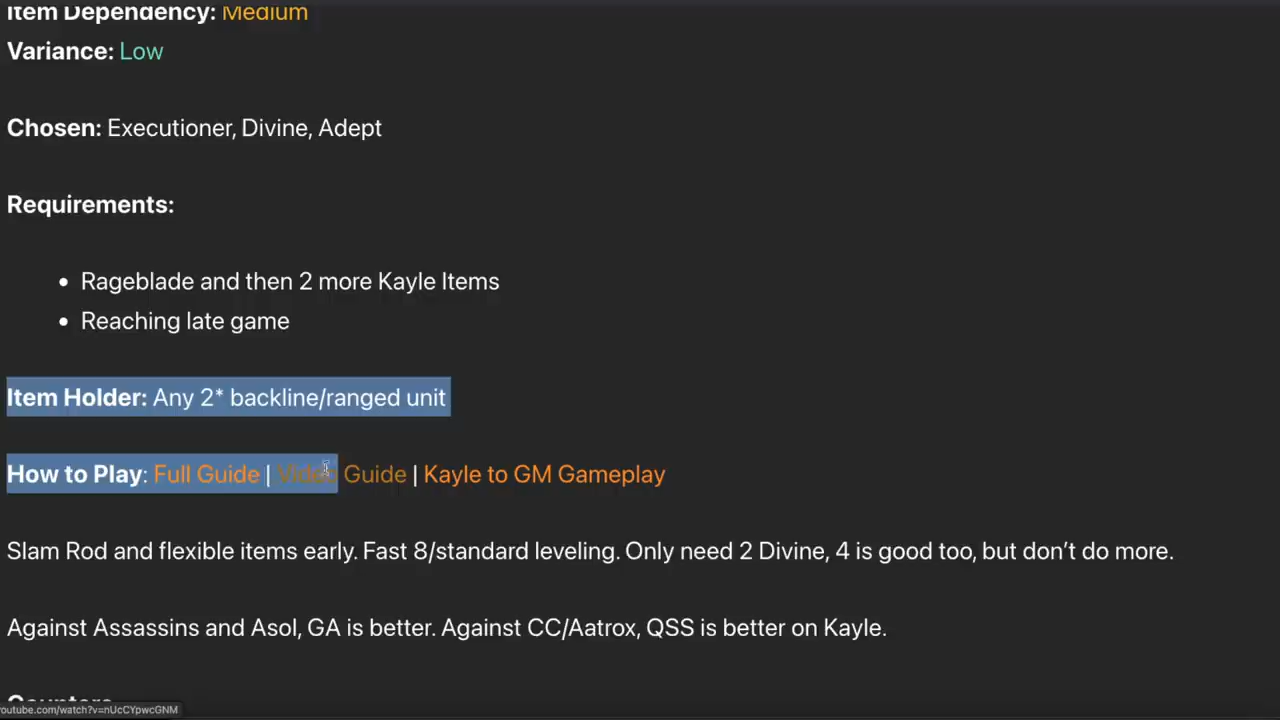 Item Dependency: Medium
Variance: Low
Chosen: Executioner, Divine, Adept
Requirements:
• Rageblade and then 2 more Kayle Items
• Reaching late game
Item Holder: Any 2* backline/ranged unit
How to Play: Full Guide | Video Guide | Kayle to GM Gameplay
Slam Rod and flexible items early. Fast 8/standard leveling. Only need 2 Divine, 4 is good too, but don’t do more.
Against Assassins and Asol, GA is better. Against CC/Aatrox, QSS is better on Kayle.
Counters
youtube.com/watch?v=nUcCYpwcGNM